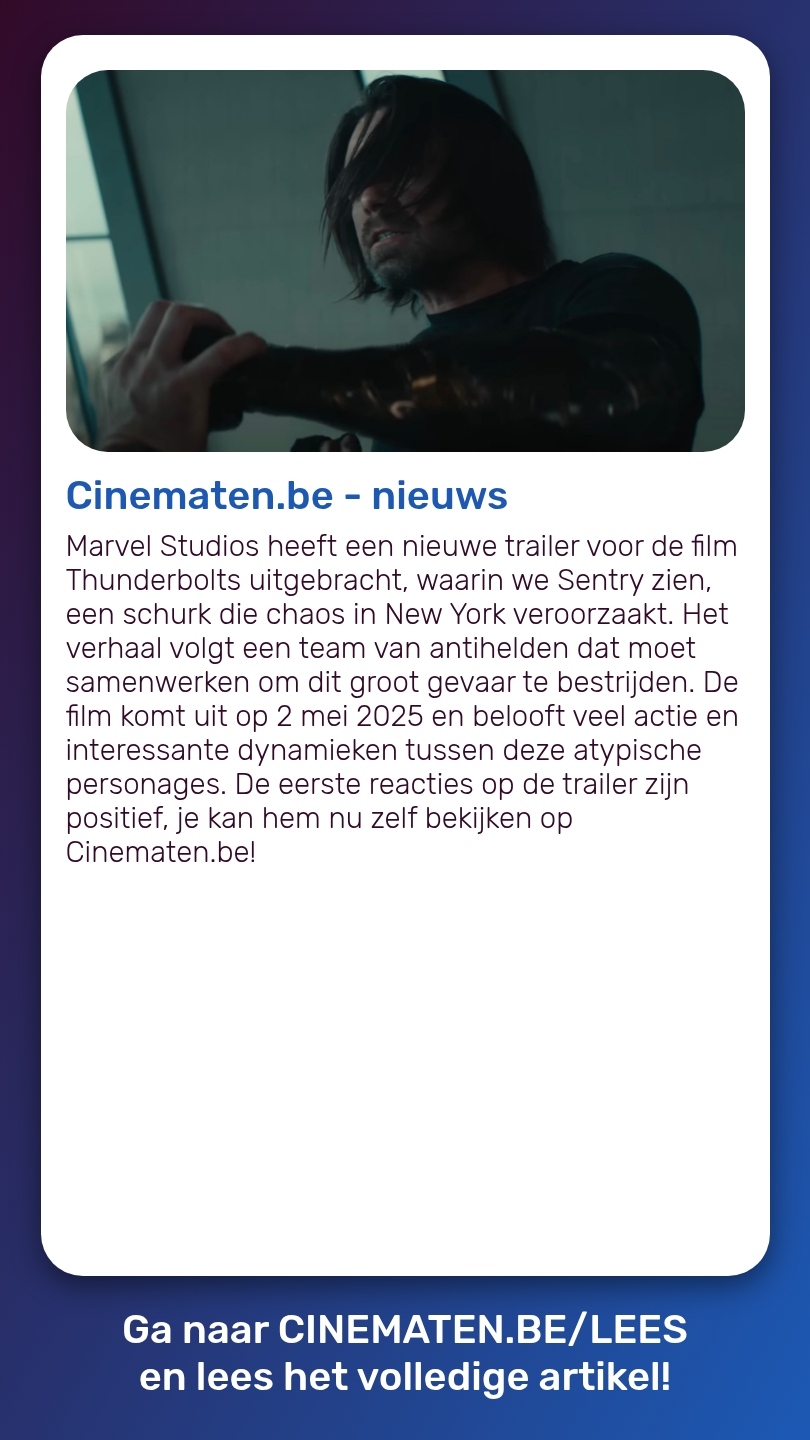 Cinematen.be - nieuws
Marvel Studios heeft een nieuwe trailer voor de film
Thunderbolts uitgebracht, waarin we Sentry zien,
een schurk die chaos in New York veroorzaakt. Het
verhaal volgt een team van antihelden dat moet
samenwerken om dit groot gevaar te bestrijden. De
film komt uit op 2 mei 2025 en belooft veel actie en
interessante dynamieken tussen deze atypische
personages. De eerste reacties op de trailer zijn
positief, je kan hem nu zelf bekijken op
Cinematen.be!
Ga naar CINEMATEN.BE/LEES
en lees het volledige artikel!